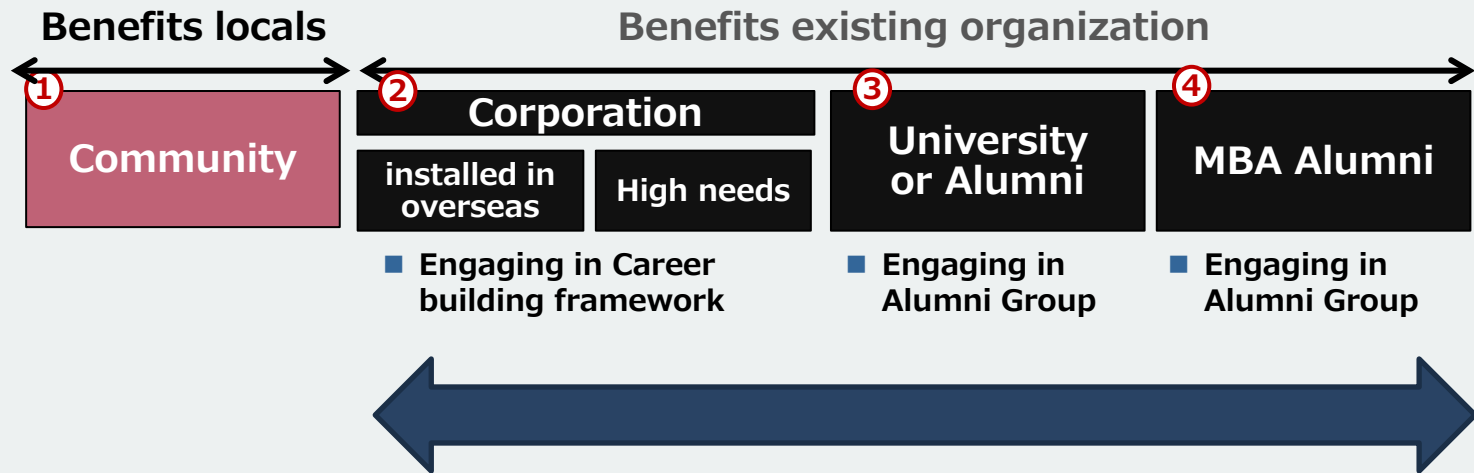 Benefits locals
Benefits existing organization
①
Community
②
Corporation
installed in
overseas
High needs
③
University
or Alumni
④
MBA Alumni
■ Engaging in Career
building framework
■ Engaging in
Alumni Group
■ Engaging in
Alumni Group